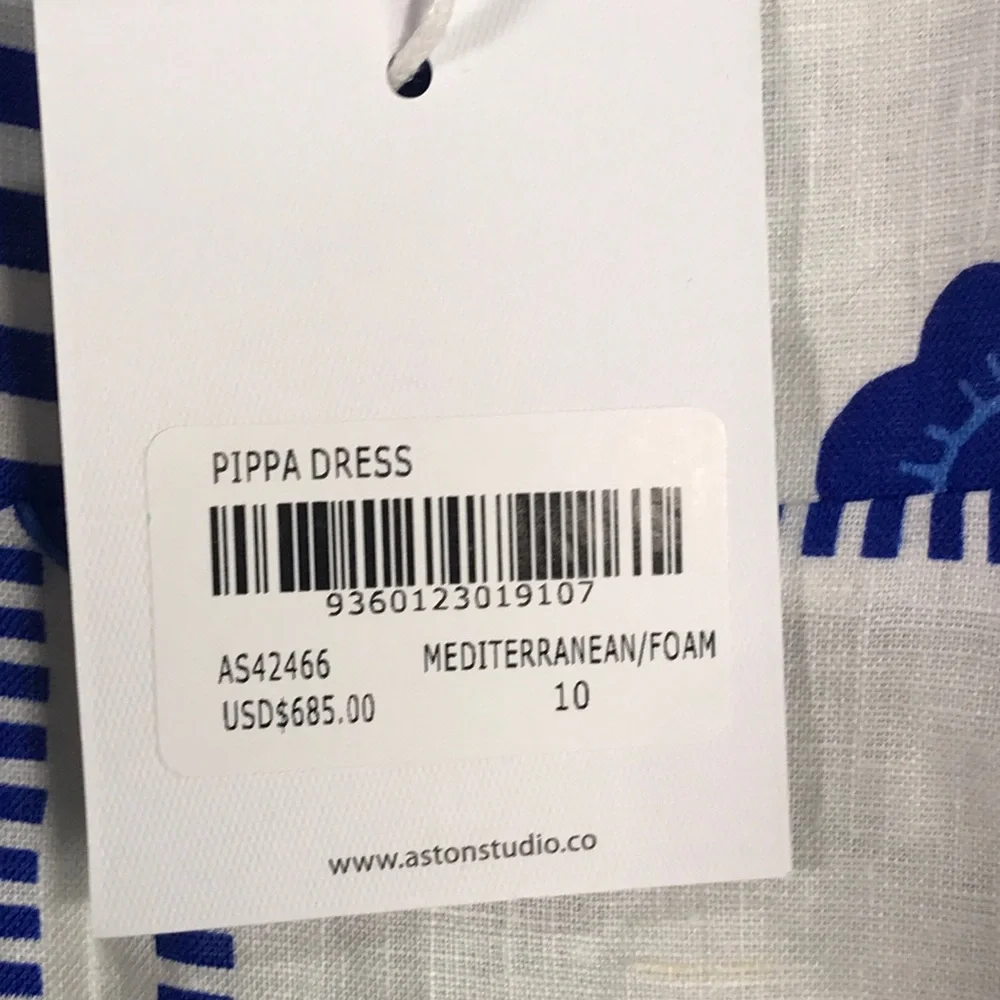 PIPPA DRESS
9360123019107
AS42466 MEDITERRANEAN/FOAM
USD$685.00 10
www.astonstudio.co